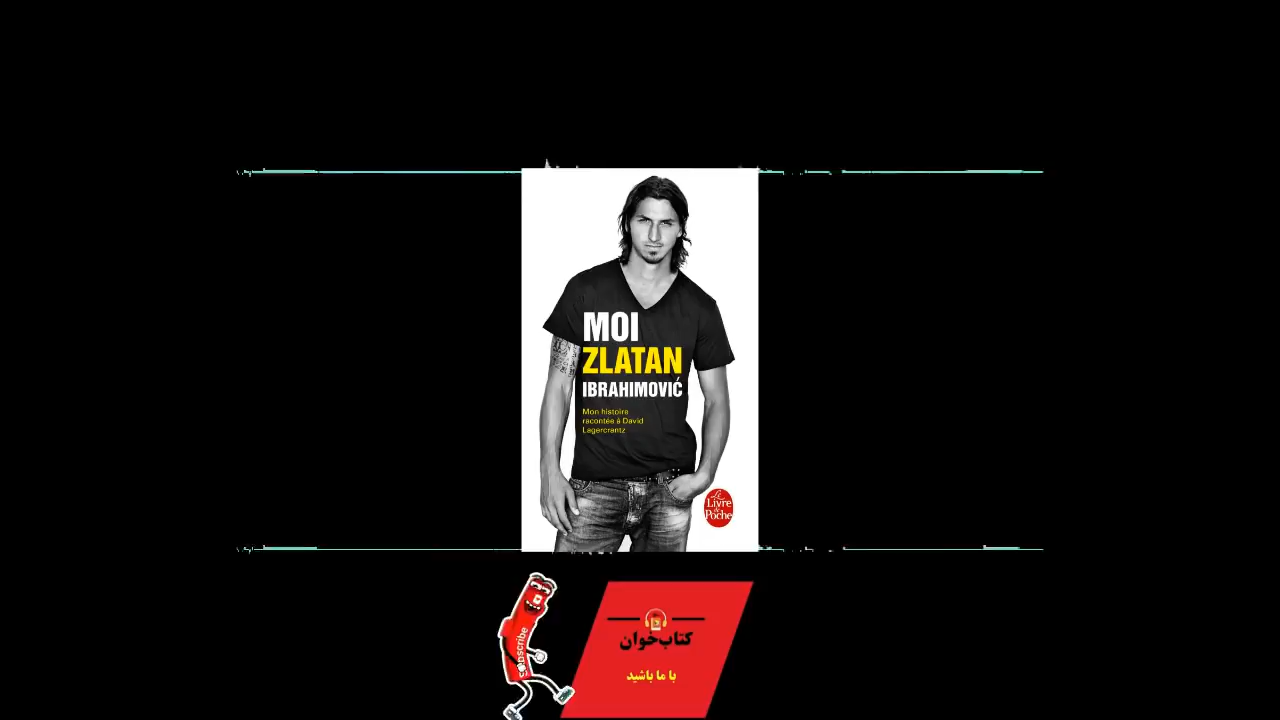 MOI
ZLATAN
IBRAHIMOVIĆ
Mon histoire
racontée à David
Lagercrantz
Le
Livre
de
Poche
subscribe
کتاب‌خوان
با ما باشید